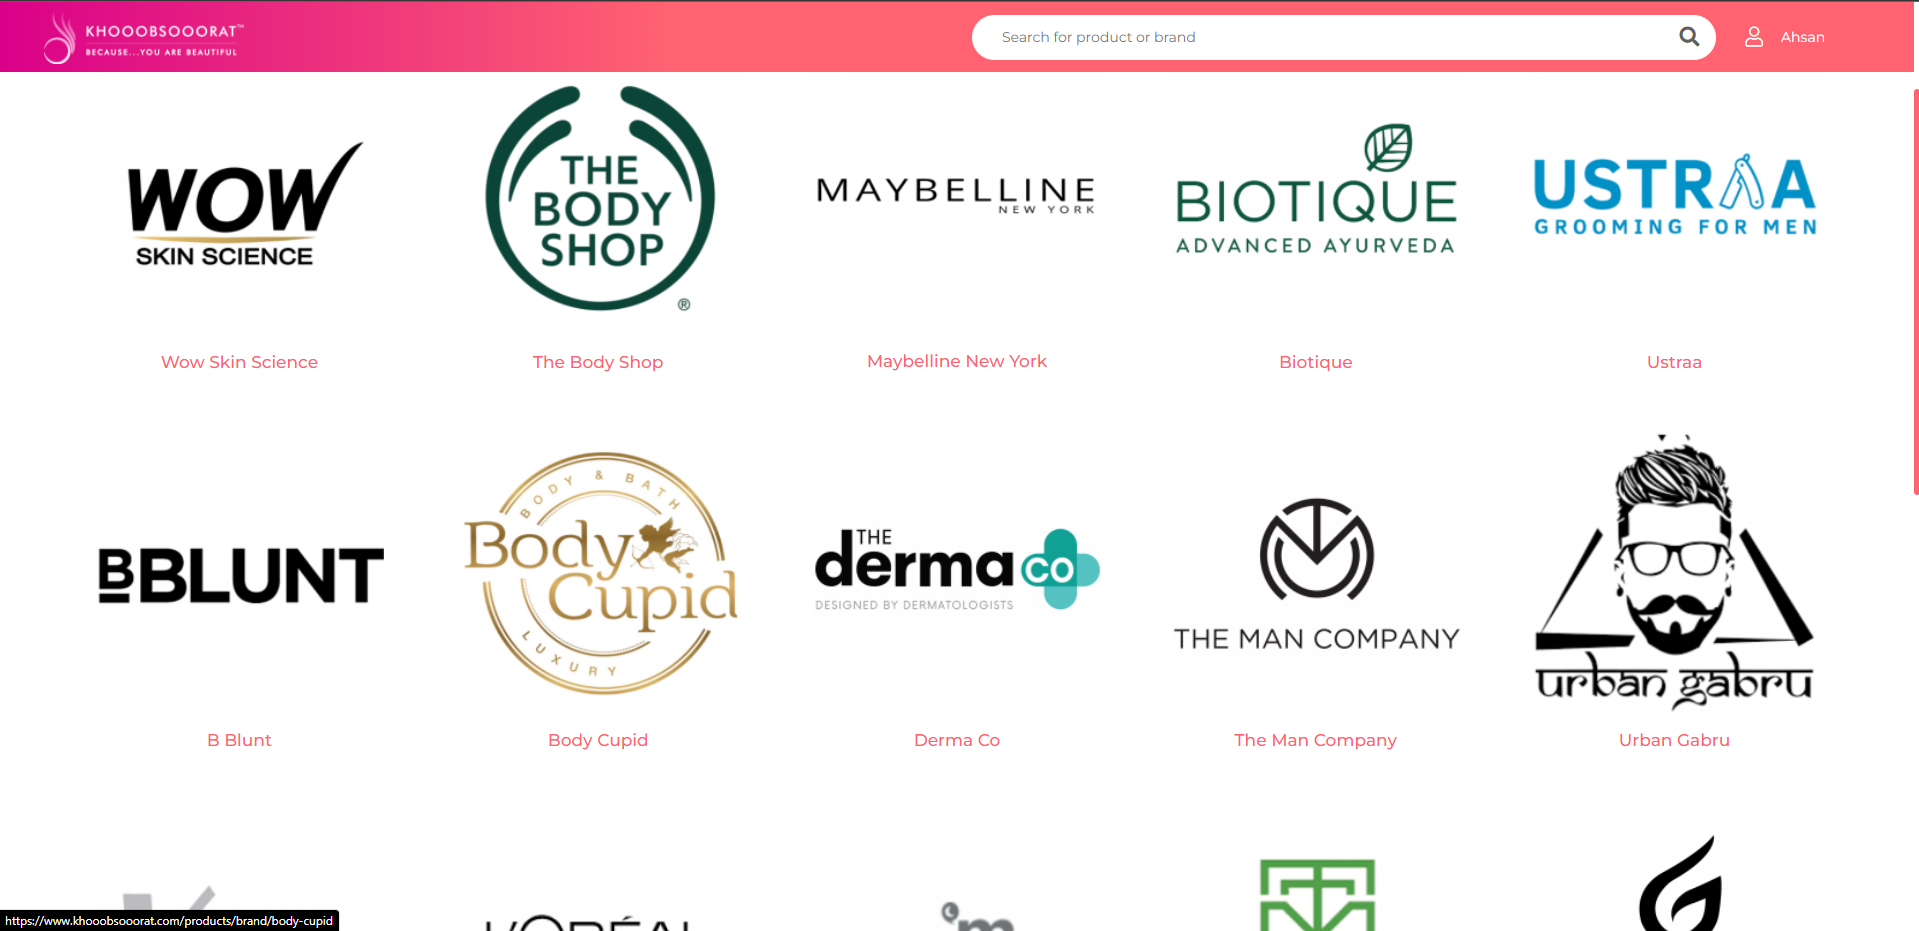 KHOOOBSOOORAT™
BECAUSE...YOU ARE BEAUTIFUL
Search for product or brand
Ahsan
WOW
SKIN SCIENCE
THE
BODY
SHOP
®
MAYBELLINE
NEW YORK
BIOTIQUE
ADVANCED AYURVEDA
USTRAA
GROOMING FOR MEN
Wow Skin Science
The Body Shop
Maybelline New York
Biotique
Ustraa
BBLUNT
BODY & BATH
Body
Cupid
LUXURY
THE
derma co
DESIGNED BY DERMATOLOGISTS
THE MAN COMPANY
urban gabru
B Blunt
Body Cupid
Derma Co
The Man Company
Urban Gabru
L'ORÉAL
https://www.khooobsooorat.com/products/brand/body-cupid